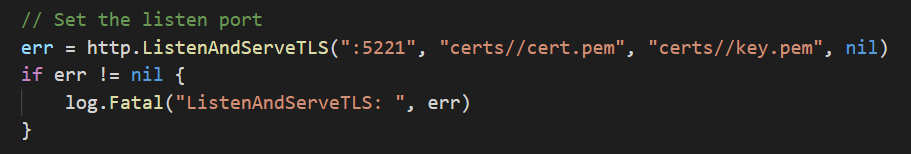 // Set the listen port
err = http.ListenAndServeTLS(":5221", "certs//cert.pem", "certs//key.pem", nil)
if err != nil {
    log.Fatal("ListenAndServeTLS: ", err)
}